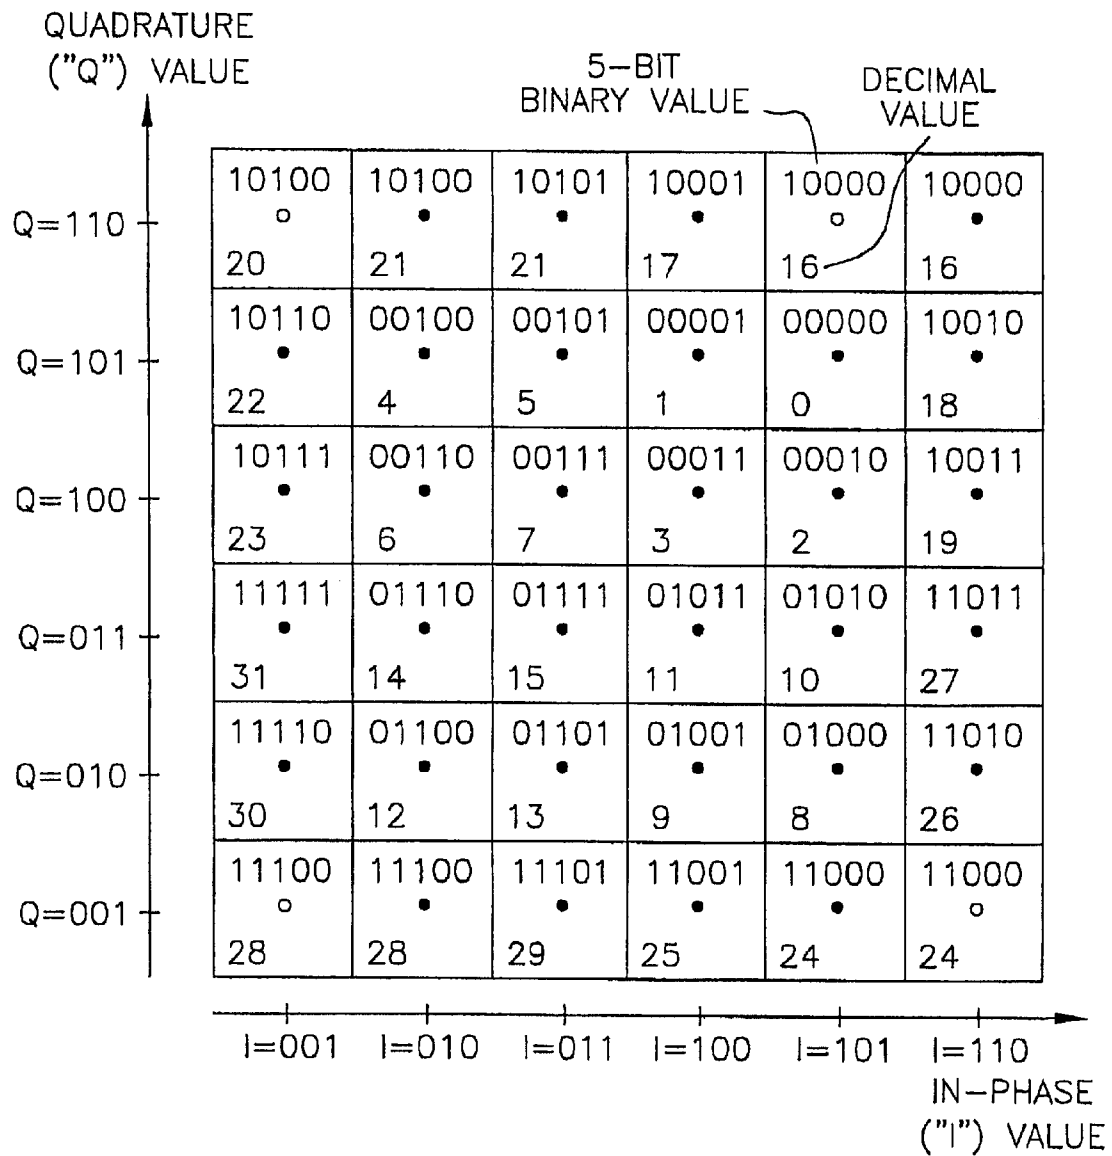 QUADRATURE
("Q") VALUE
5-BIT
BINARY VALUE
DECIMAL
VALUE
Q=110
10100 10100 10101 10001 10000 10000
20 21 21 17 16 16
Q=101
10110 00100 00101 00001 00000 10010
22 4 5 1 0 18
Q=100
10111 00110 00111 00011 00010 10011
23 6 7 3 2 19
Q=011
11111 01110 01111 01011 01010 11011
31 14 15 11 10 27
Q=010
11110 01100 01101 01001 01000 11010
30 12 13 9 8 26
Q=001
11100 11100 11101 11001 11000 11000
28 28 29 25 24 24
I=001 I=010 I=011 I=100 I=101 I=110
IN-PHASE
("I") VALUE